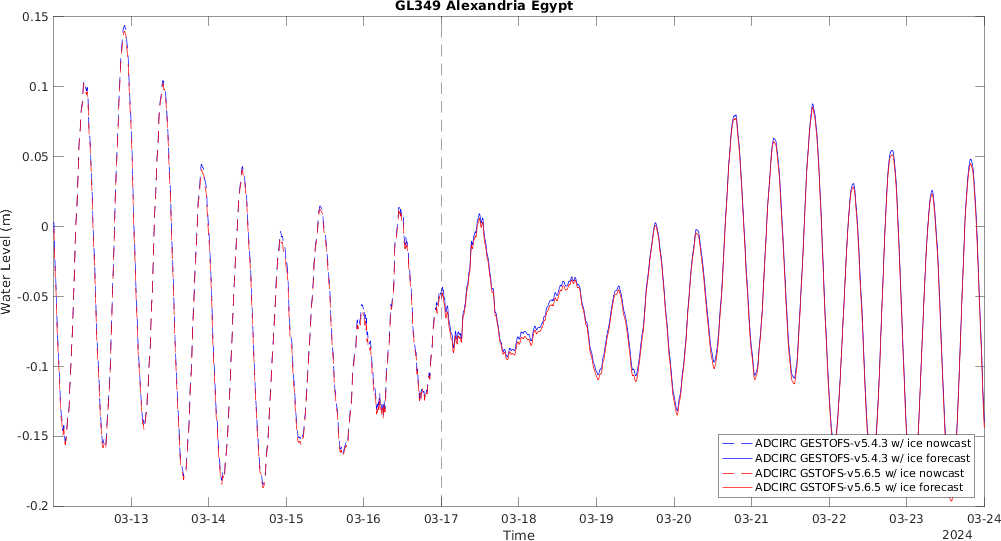 GL349 Alexandria Egypt
0.15
0.1
0.05
0
-0.05
-0.1
-0.15
-0.2
Water Level (m)
ADCIRC GESTOFS-v5.4.3 w/ ice nowcast
ADCIRC GESTOFS-v5.4.3 w/ ice forecast
ADCIRC GSTOFS-v5.6.5 w/ ice nowcast
ADCIRC GSTOFS-v5.6.5 w/ ice forecast
03-13 03-14 03-15 03-16 03-17 03-18 03-19 03-20 03-21 03-22 03-23 03-24
Time
2024